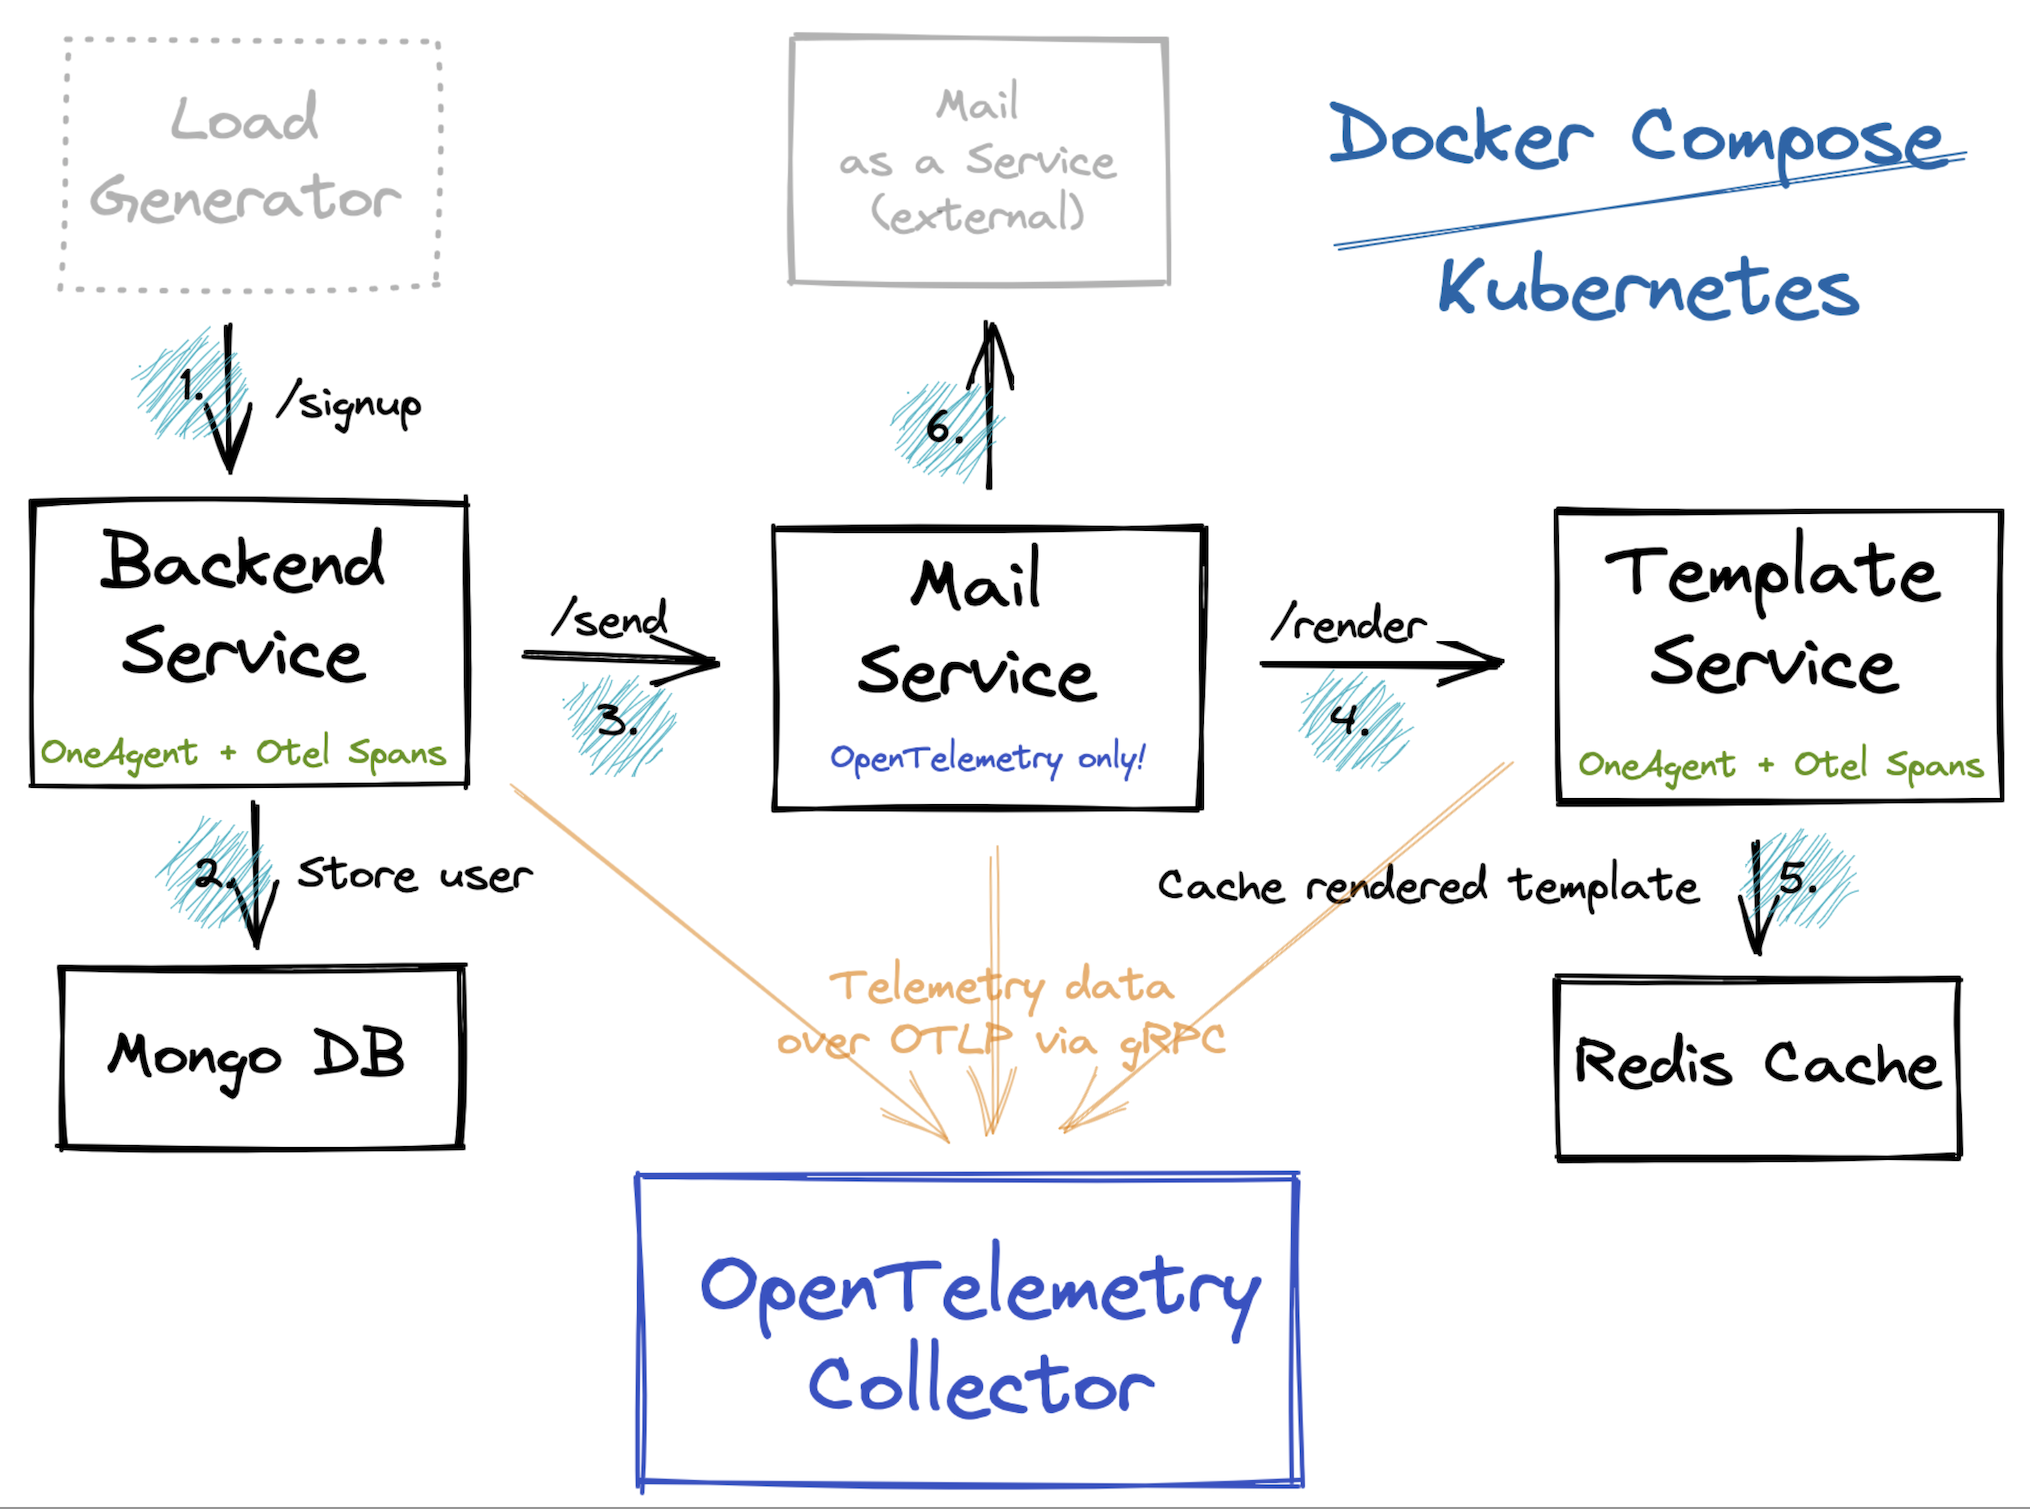 Load
Generator
Mail
as a Service
(external)
Docker Compose
Kubernetes
1.
/signup
6.
Backend
Service
OneAgent + Otel Spans
/send
3.
Mail
Service
OpenTelemetry only!
/render
4.
Template
Service
OneAgent + Otel Spans
2.
Store user
Cache rendered template
5.
Mongo DB
Telemetry data
over OTLP via gRPC
Redis Cache
OpenTelemetry
Collector